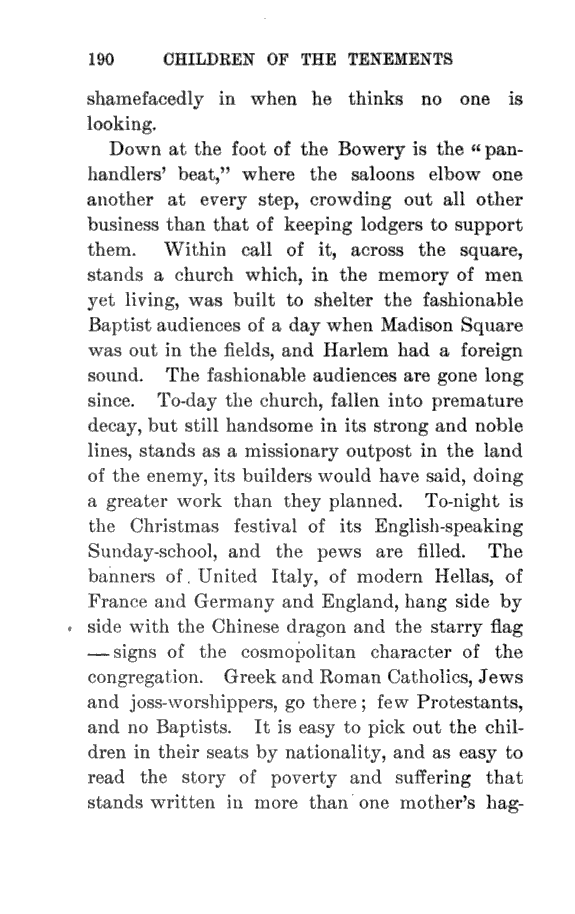 190 CHILDREN OF THE TENEMENTS
shamefacedly in when he thinks no one is
looking.
Down at the foot of the Bowery is the “pan-
handlers’ beat,” where the saloons elbow one
another at every step, crowding out all other
business than that of keeping lodgers to support
them. Within call of it, across the square,
stands a church which, in the memory of men
yet living, was built to shelter the fashionable
Baptist audiences of a day when Madison Square
was out in the fields, and Harlem had a foreign
sound. The fashionable audiences are gone long
since. To-day the church, fallen into premature
decay, but still handsome in its strong and noble
lines, stands as a missionary outpost in the land
of the enemy, its builders would have said, doing
a greater work than they planned. To-night is
the Christmas festival of its English-speaking
Sunday-school, and the pews are filled. The
banners of United Italy, of modern Hellas, of
France and Germany and England, hang side by
side with the Chinese dragon and the starry flag
— signs of the cosmopolitan character of the
congregation. Greek and Roman Catholics, Jews
and joss-worshippers, go there; few Protestants,
and no Baptists. It is easy to pick out the chil-
dren in their seats by nationality, and as easy to
read the story of poverty and suffering that
stands written in more than one mother’s hag-